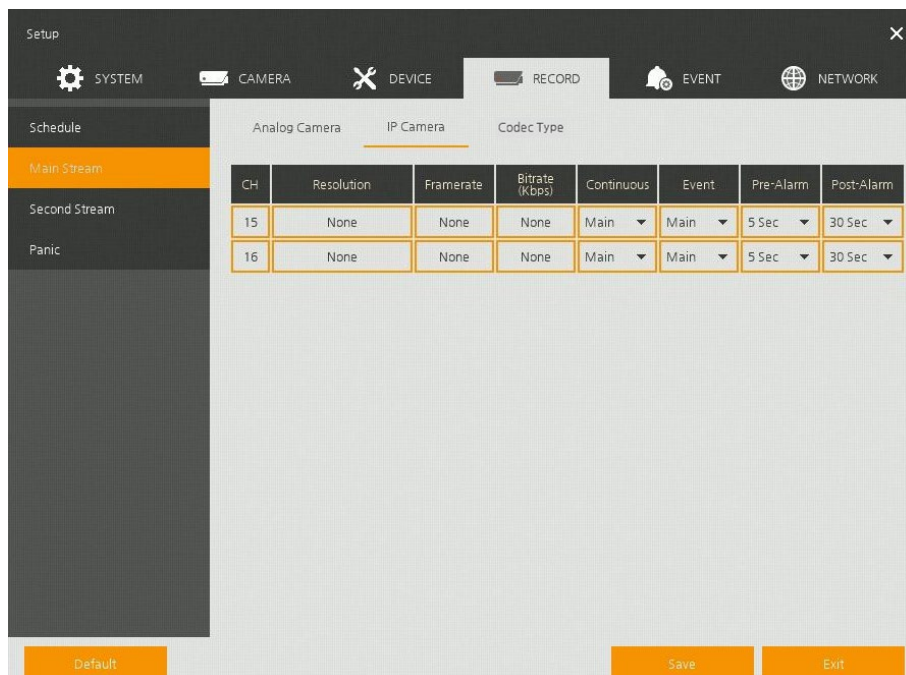 Setup
SYSTEM CAMERA DEVICE RECORD EVENT NETWORK
Schedule
Main Stream
Second Stream
Panic
Analog Camera IP Camera Codec Type
CH Resolution Framerate Bitrate (Kbps) Continuous Event Pre-Alarm Post-Alarm
15 None None None Main Main 5 Sec 30 Sec
16 None None None Main Main 5 Sec 30 Sec
Default Save Exit